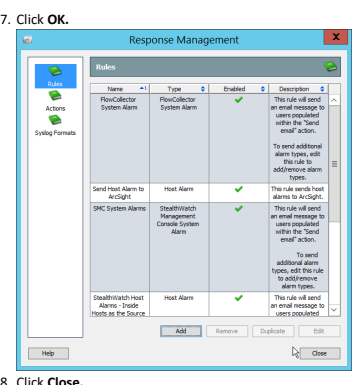 7. Click OK.
Response Management
X
Rules
Actions
Syslog Formats
Rules
Name
Type
Enabled
Description
FlowCollector
System Alarm
FlowCollector
System Alarm
This rule will send
an email message to
users populated
within the "Send
email" action.
To send additional
alarm types, edit
this rule to
add/remove alarm
types.
Send Host Alarm to
ArcSight
Host Alarm
This rule sends host
alarms to ArcSight.
SMC System Alarms
StealthWatch
Management
Console System
Alarm
This rule will send
an email message to
users populated
within the "Send
email" action.
To send
additional alarm
types, edit this rule
to add/remove
alarm types.
StealthWatch Host
Alarms - Inside
Hosts as the Source
Host Alarm
This rule will send
an email message to
users populated
Add
Remove
Duplicate
Edit
Help
Close
8. Click Close.